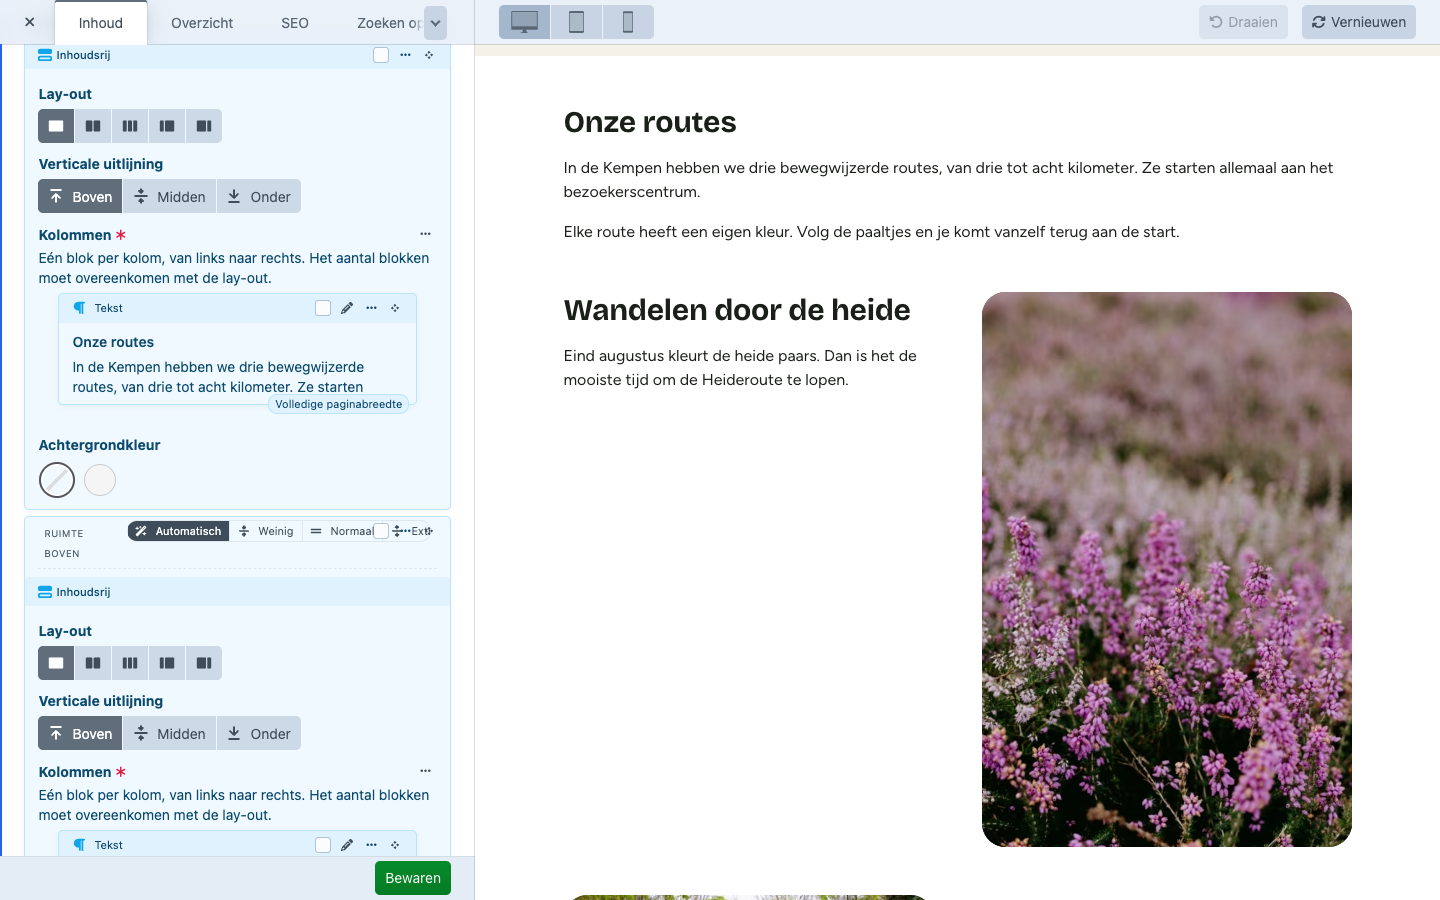 Inhoud
Overzicht
SEO
Zoeken op
Draaien
Vernieuwen
Inhoudsrij
Lay-out
Verticale uitlijning
Boven
Midden
Onder
Kolommen *
Eén blok per kolom, van links naar rechts. Het aantal blokken
moet overeenkomen met de lay-out.
Tekst
Onze routes
In de Kempen hebben we drie bewegwijzerde
routes, van drie tot acht kilometer. Ze starten
Volledige paginabreedte
Achtergrondkleur
RUIMTE
BOVEN
Automatisch
Weinig
Normaal
Inhoudsrij
Lay-out
Verticale uitlijning
Boven
Midden
Onder
Kolommen *
Eén blok per kolom, van links naar rechts. Het aantal blokken
moet overeenkomen met de lay-out.
Tekst
Bewaren
Onze routes
In de Kempen hebben we drie bewegwijzerde routes, van drie tot acht kilometer. Ze starten allemaal aan het
bezoekerscentrum.
Elke route heeft een eigen kleur. Volg de paaltjes en je komt vanzelf terug aan de start.
Wandelen door de heide
Eind augustus kleurt de heide paars. Dan is het de
mooiste tijd om de Heideroute te lopen.